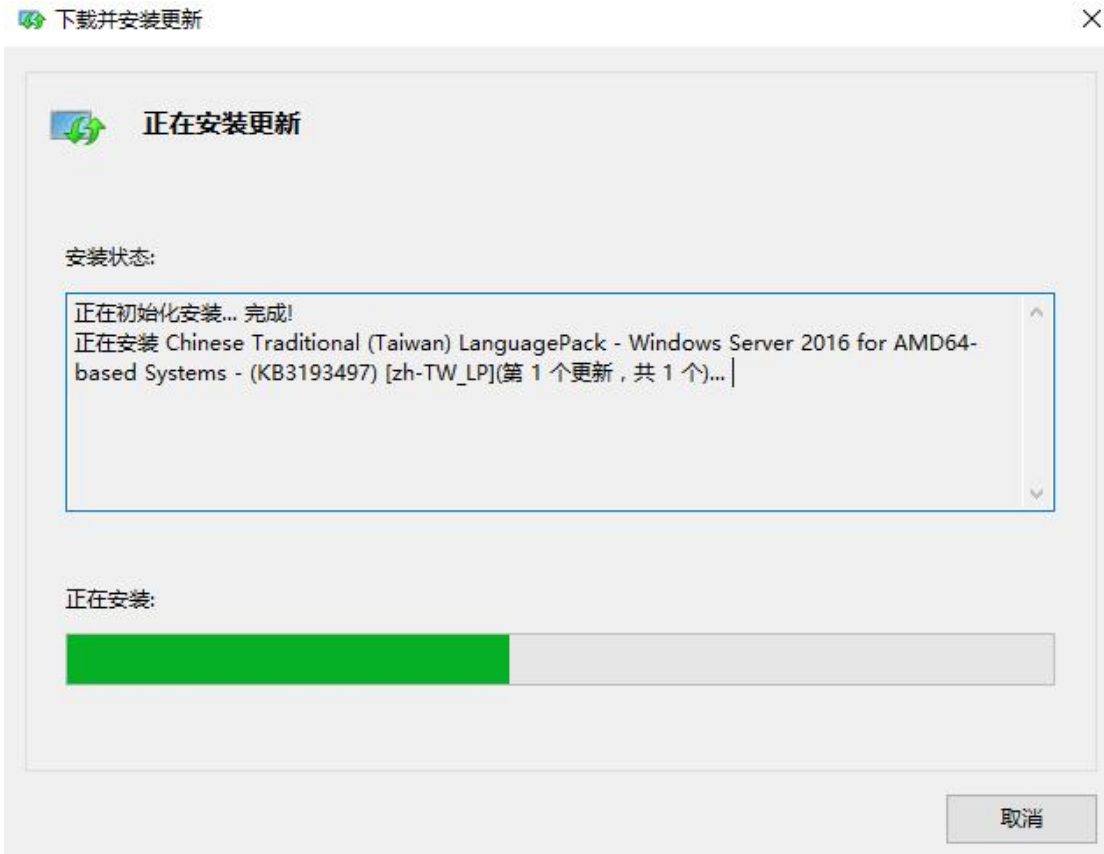 下载并安装更新
正在安装更新
安装状态:
正在初始化安装... 完成!
正在安装 Chinese Traditional (Taiwan) LanguagePack - Windows Server 2016 for AMD64-
based Systems - (KB3193497) [zh-TW_LP](第 1 个更新，共 1 个)...
正在安装:
取消